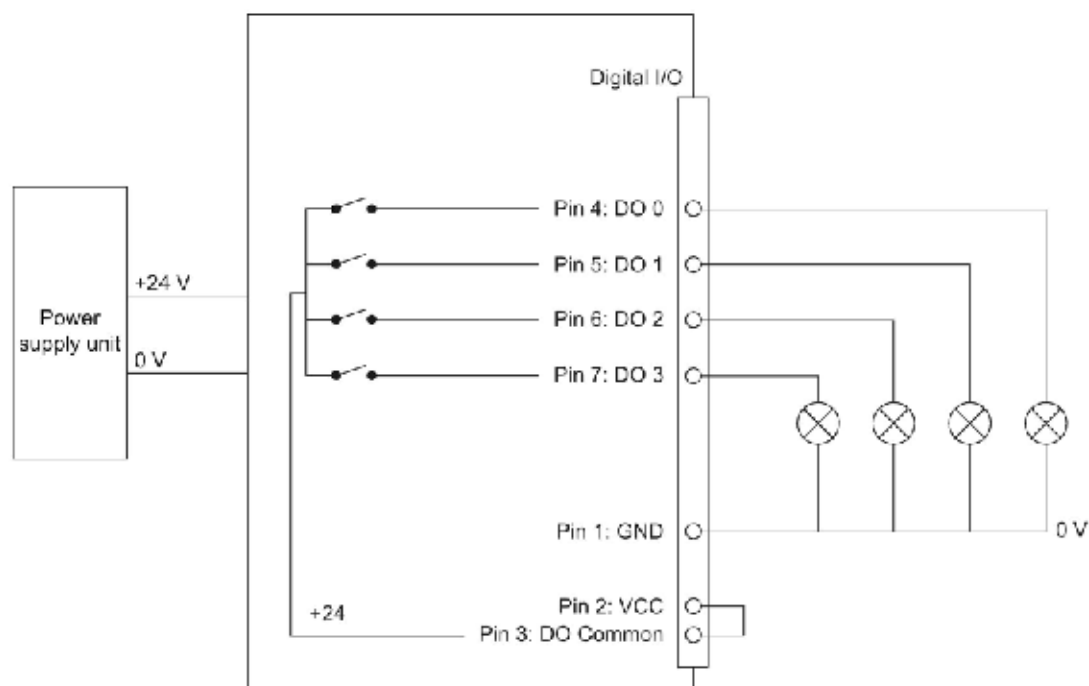 Digital I/O
Pin 4: DO 0
Pin 5: DO 1
+24 V
Power
supply unit
Pin 6: DO 2
0 V
Pin 7: DO 3
Pin 1: GND
0 V
Pin 2: VCC
+24
Pin 3: DO Common